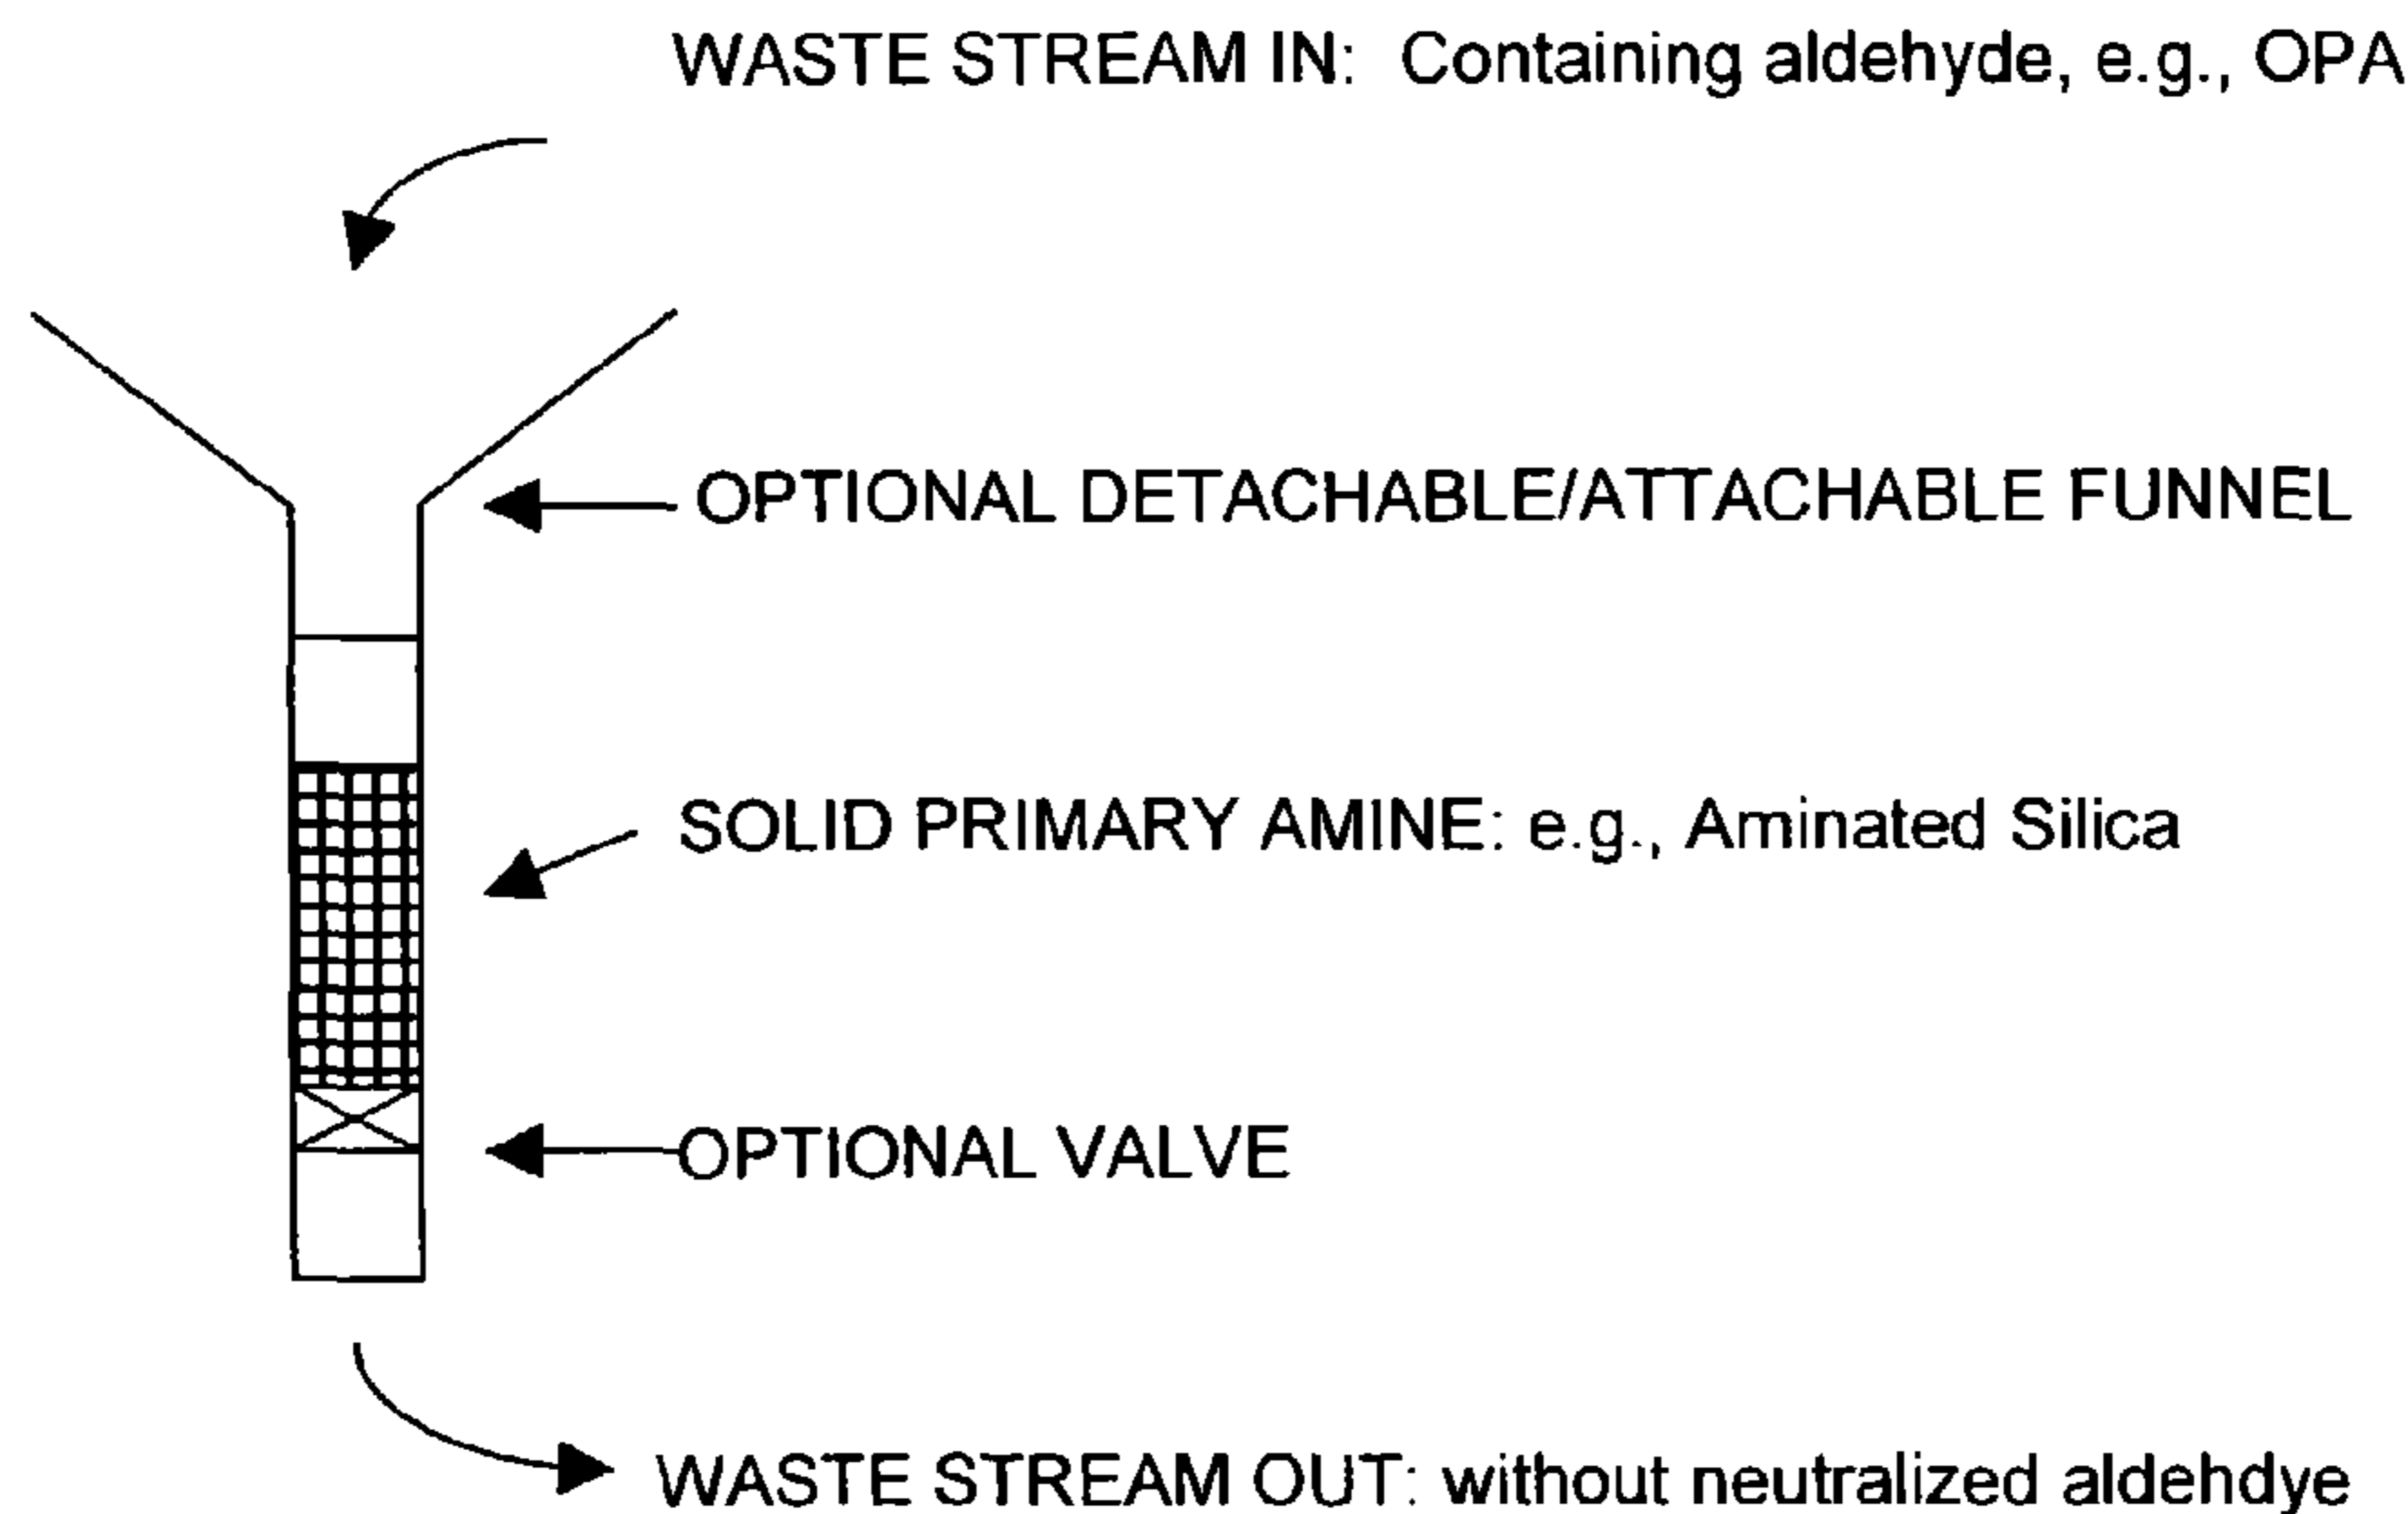 WASTE STREAM IN: Containing aldehyde, e.g., OPA
OPTIONAL DETACHABLE/ATTACHABLE FUNNEL
SOLID PRIMARY AMINE: e.g., Aminated Silica
OPTIONAL VALVE
WASTE STREAM OUT: without neutralized aldehdye